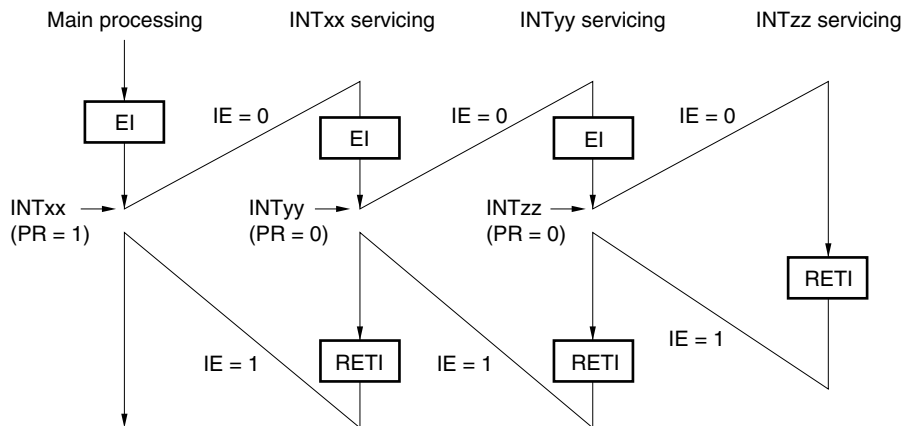 Main processing
INTxx servicing
INTyy servicing
INTzz servicing
IE = 0
IE = 0
IE = 0
EI
EI
EI
INTxx
(PR = 1)
INTyy
(PR = 0)
INTzz
(PR = 0)
RETI
IE = 1
RETI
IE = 1
RETI
IE = 1